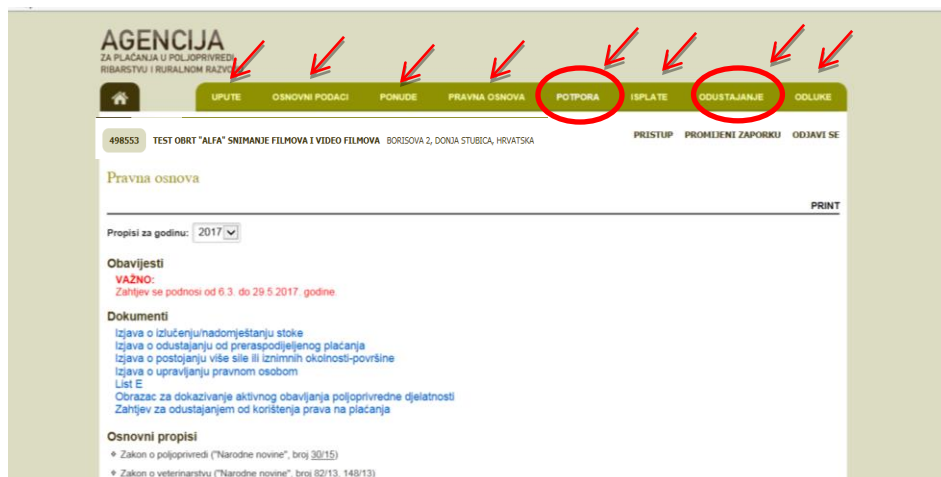 AGENCIJA
ZA PLAĆANJA U POLJOPRIVREDI,
RIBARSTVU I RURALNOM
UPUTE OSNOVNI PODACI PONUDE PRAVNA OSNOVA POTPORA ISPLATE ODUSTAJANJE ODLUKE
498553 TEST OBRT "ALFA" SNIMANJE FILMOVA I VIDEO FILMOVA BORISOVA 2, DONJA STUBICA, HRVATSKA PRISTUP PROMIJENI ZAPORKU ODJAVI SE
Pravna osnova
PRINT
Propisi za godinu: 2017
Obavijesti
VAŽNO:
Zahtjev se podnosi od 6.3. do 29.5.2017. godine.
Dokumenti
Izjava o izlučenju/nadomještanju stoke
Izjava o odustajanju od preraspodijeljenog plaćanja
Izjava o postojanju više sile ili iznimnih okolnosti-površine
Izjava o upravljanju pravnom osobom
List E
Obrazac za dokazivanje aktivnog obavljanja poljoprivredne djelatnosti
Zahtjev za odustajanjem od korištenja prava na plaćanja
Osnovni propisi
Zakon o poljoprivredi ("Narodne novine", broj 30/15)
Zakon o veterinarstvu ("Narodne novine", broj 82/13, 148/13)